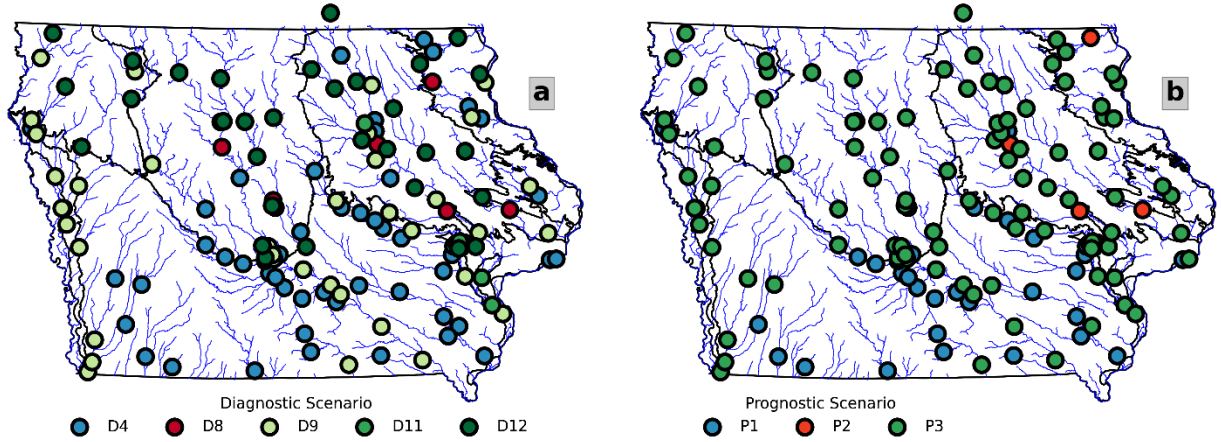 a
b
Diagnostic Scenario
D4 D8 D9 D11 D12
Prognostic Scenario
P1 P2 P3